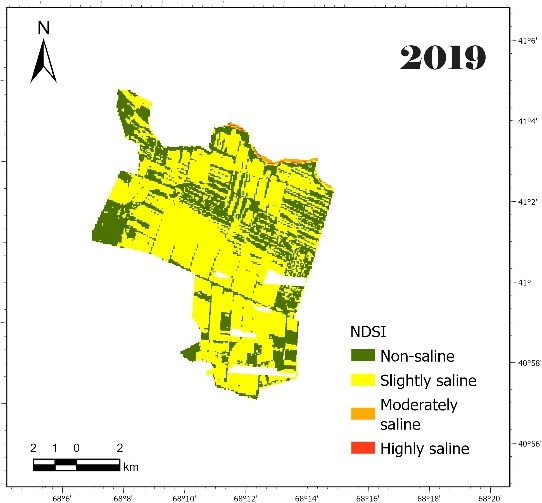 N
2019
41°6'
41°4'
41°2'
41°
40°58'
40°56'
NDSI
Non-saline
Slightly saline
Moderately
saline
Highly saline
2 1 0 2
km
68°6' 68°8' 68°10' 68°12' 68°14' 68°16' 68°18' 68°20'